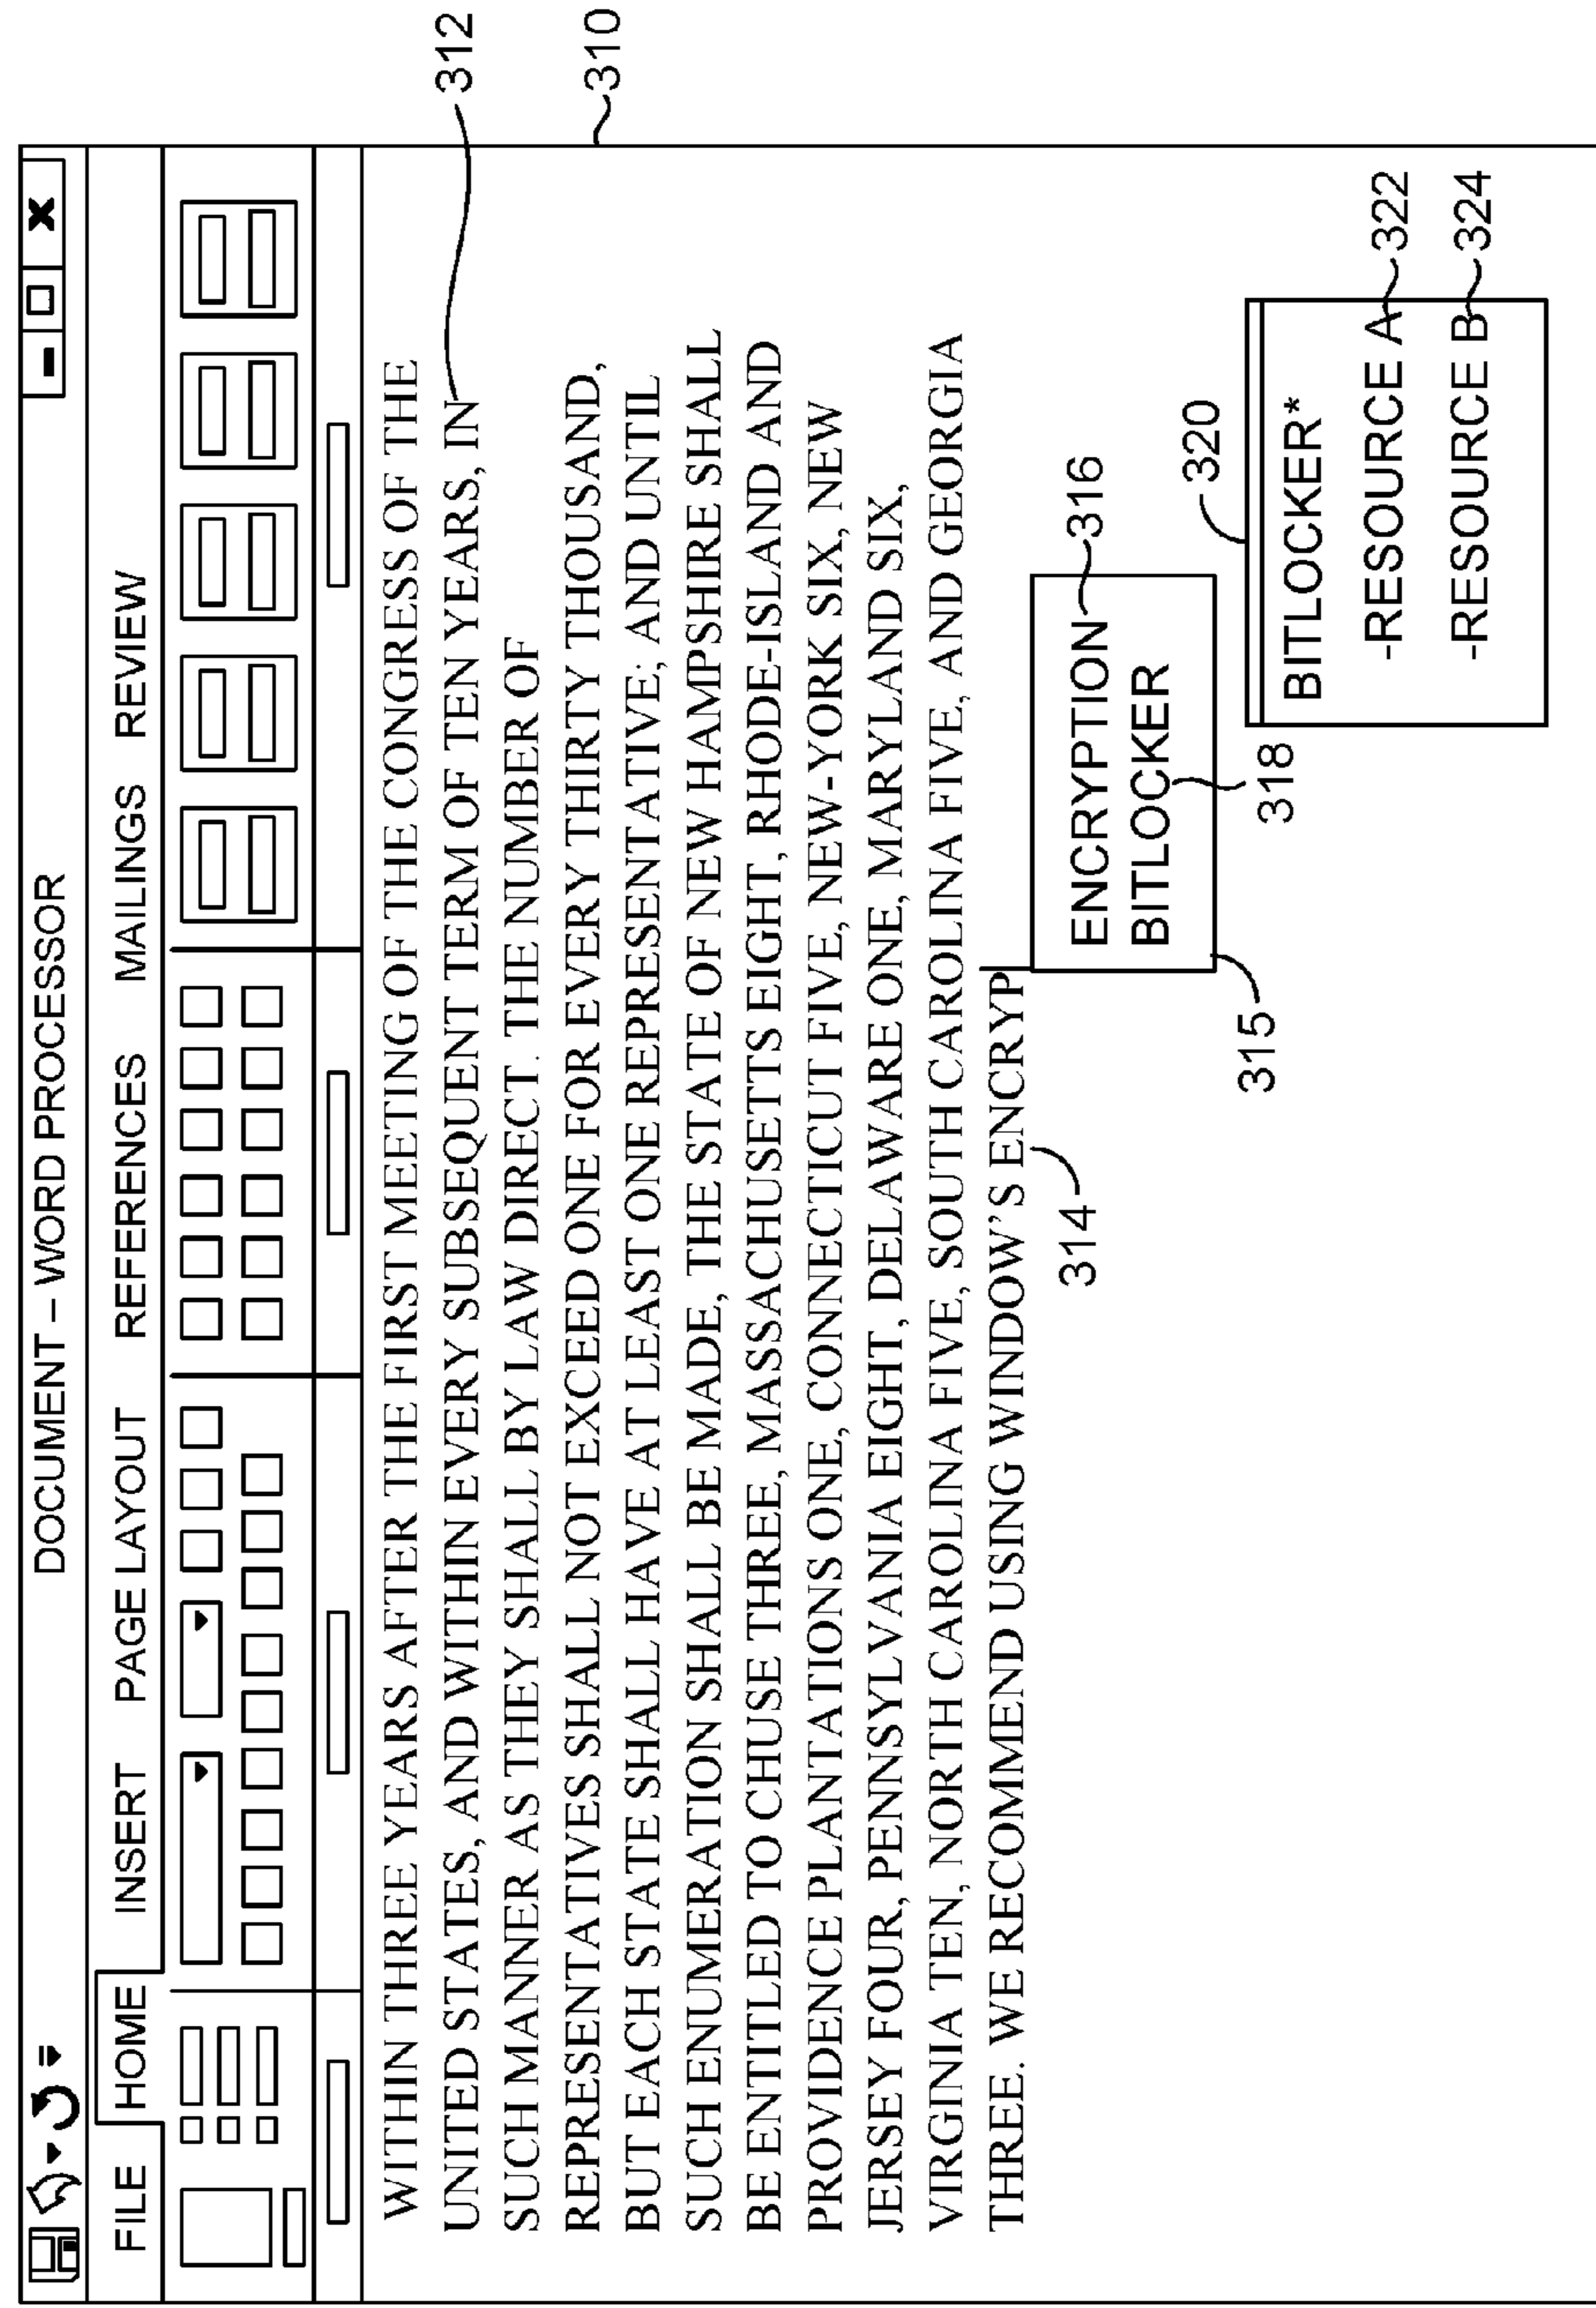 DOCUMENT – WORD PROCESSOR
FILE HOME INSERT PAGE LAYOUT REFERENCES MAILINGS REVIEW
WITHIN THREE YEARS AFTER THE FIRST MEETING OF THE CONGRESS OF THE
UNITED STATES, AND WITHIN EVERY SUBSEQUENT TERM OF TEN YEARS, IN
312
SUCH MANNER AS THEY SHALL BY LAW DIRECT. THE NUMBER OF
REPRESENTATIVES SHALL NOT EXCEED ONE FOR EVERY THIRTY THOUSAND,
310
BUT EACH STATE SHALL HAVE AT LEAST ONE REPRESENTATIVE; AND UNTIL
SUCH ENUMERATION SHALL BE MADE, THE STATE OF NEW HAMPSHIRE SHALL
BE ENTITLED TO CHUSE THREE, MASSACHUSETTS EIGHT, RHODE-ISLAND AND
PROVIDENCE PLANTATIONS ONE, CONNECTICUT FIVE, NEW-YORK SIX, NEW
JERSEY FOUR, PENNSYLVANIA EIGHT, DELAWARE ONE, MARYLAND SIX,
VIRGINIA TEN, NORTH CAROLINA FIVE, SOUTH CAROLINA FIVE, AND GEORGIA
THREE. WE RECOMMEND USING WINDOW'S ENCRYP
314
ENCRYPTION
316
BITLOCKER
318
315
320
BITLOCKER*
-RESOURCE A
322
-RESOURCE B
324